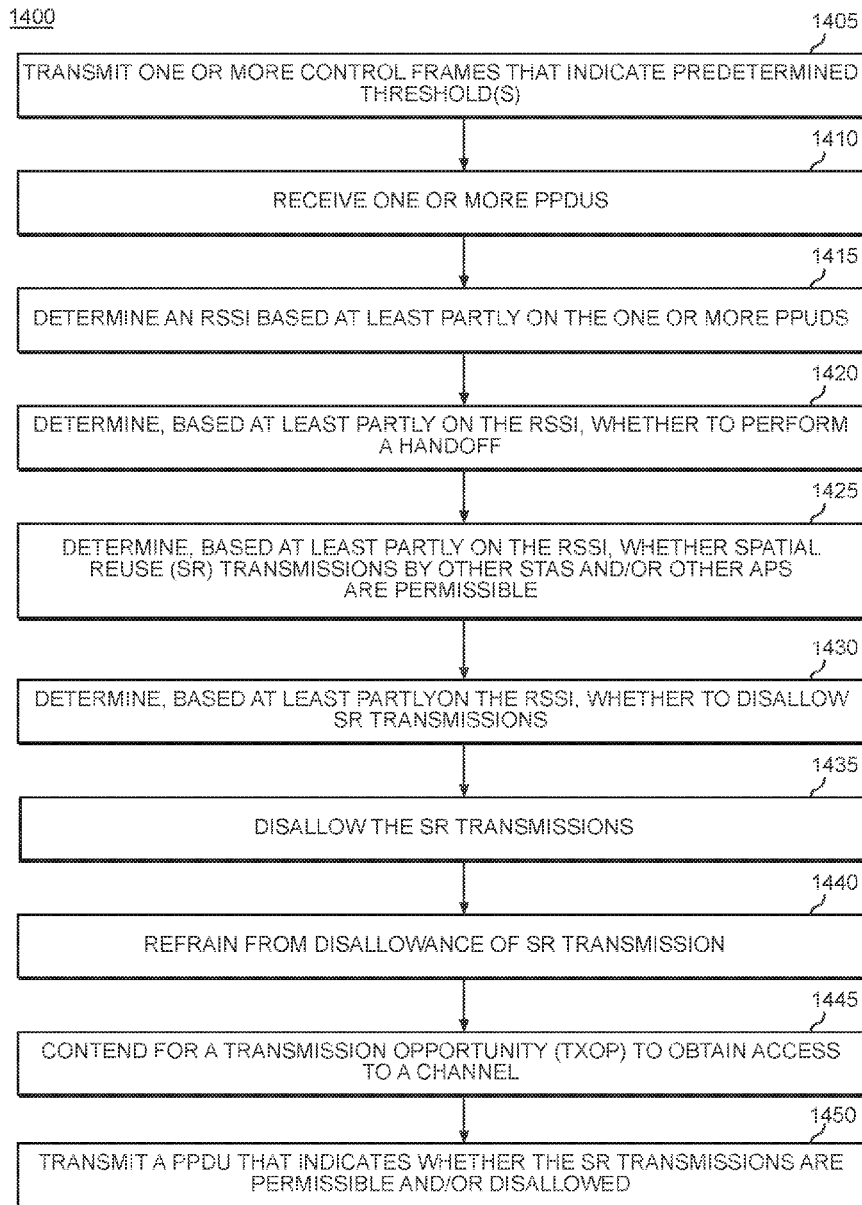 1400
1405
TRANSMIT ONE OR MORE CONTROL FRAMES THAT INDICATE PREDETERMINED
THRESHOLD(S)
1410
RECEIVE ONE OR MORE PPDUS
1415
DETERMINE AN RSSI BASED AT LEAST PARTLY ON THE ONE OR MORE PPUDS
1420
DETERMINE, BASED AT LEAST PARTLY ON THE RSSI, WHETHER TO PERFORM
A HANDOFF
1425
DETERMINE, BASED AT LEAST PARTLY ON THE RSSI, WHETHER SPATIAL
REUSE (SR) TRANSMISSIONS BY OTHER STAS AND/OR OTHER APS
ARE PERMISSIBLE
1430
DETERMINE, BASED AT LEAST PARTLYON THE RSSI, WHETHER TO DISALLOW
SR TRANSMISSIONS
1435
DISALLOW THE SR TRANSMISSIONS
1440
REFRAIN FROM DISALLOWANCE OF SR TRANSMISSION
1445
CONTEND FOR A TRANSMISSION OPPORTUNITY (TXOP) TO OBTAIN ACCESS
TO A CHANNEL
1450
TRANSMIT A PPDU THAT INDICATES WHETHER THE SR TRANSMISSIONS ARE
PERMISSIBLE AND/OR DISALLOWED